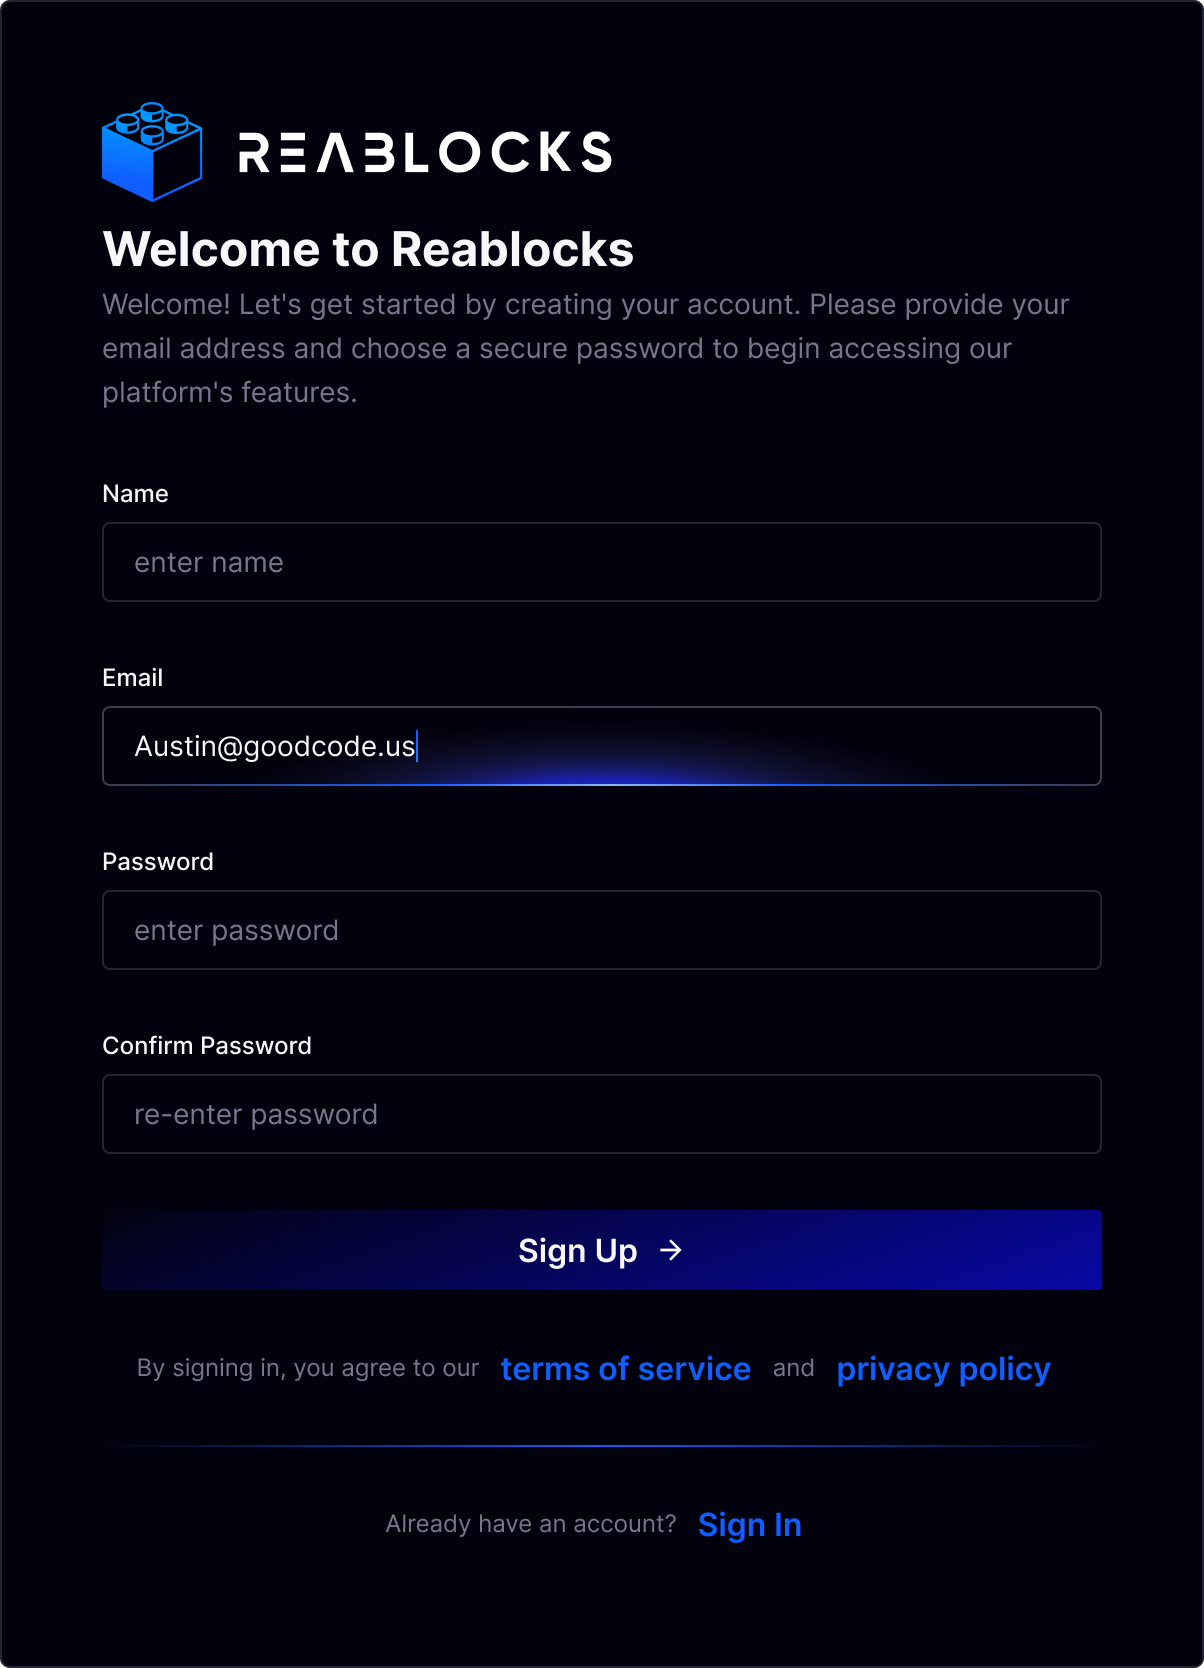 REABLOCKS
Welcome to Reablocks
Welcome! Let's get started by creating your account. Please provide your
email address and choose a secure password to begin accessing our
platform's features.
Name
enter name
Email
Austin@goodcode.us
Password
enter password
Confirm Password
re-enter password
Sign Up →
By signing in, you agree to our terms of service and privacy policy
Already have an account? Sign In